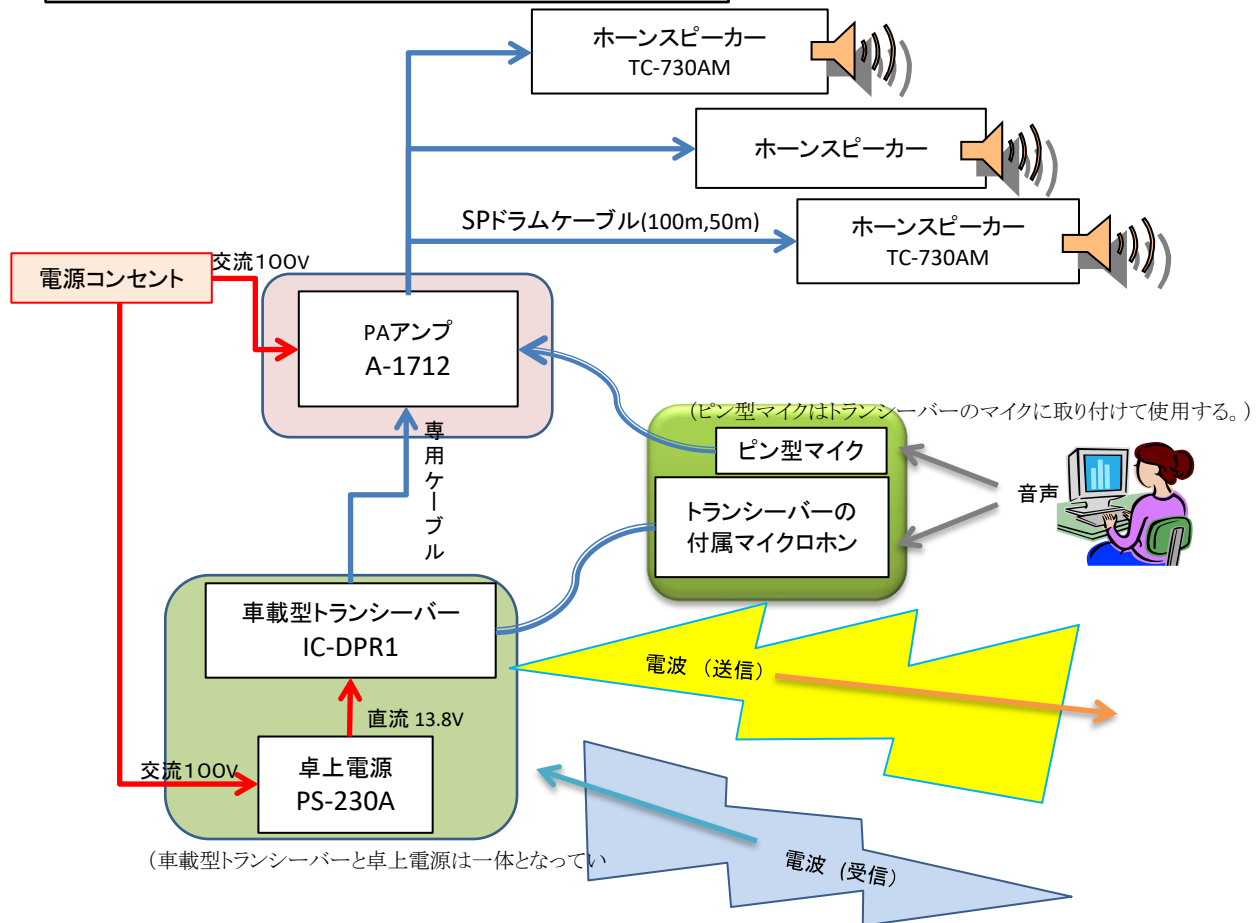 ホーンスピーカー
TC-730AM
ホーンスピーカー
SPドラムケーブル(100m,50m)
ホーンスピーカー
TC-730AM
電源コンセント
交流100V
PAアンプ
A-1712
(ピン型マイクはトランシーバーのマイクに取り付けて使用する。)
ピン型マイク
専用ケーブル
音声
トランシーバーの
付属マイクロホン
車載型トランシーバー
IC-DPR1
電波 (送信)
直流 13.8V
交流100V
卓上電源
PS-230A
(車載型トランシーバーと卓上電源は一体となってい
電波 (受信)